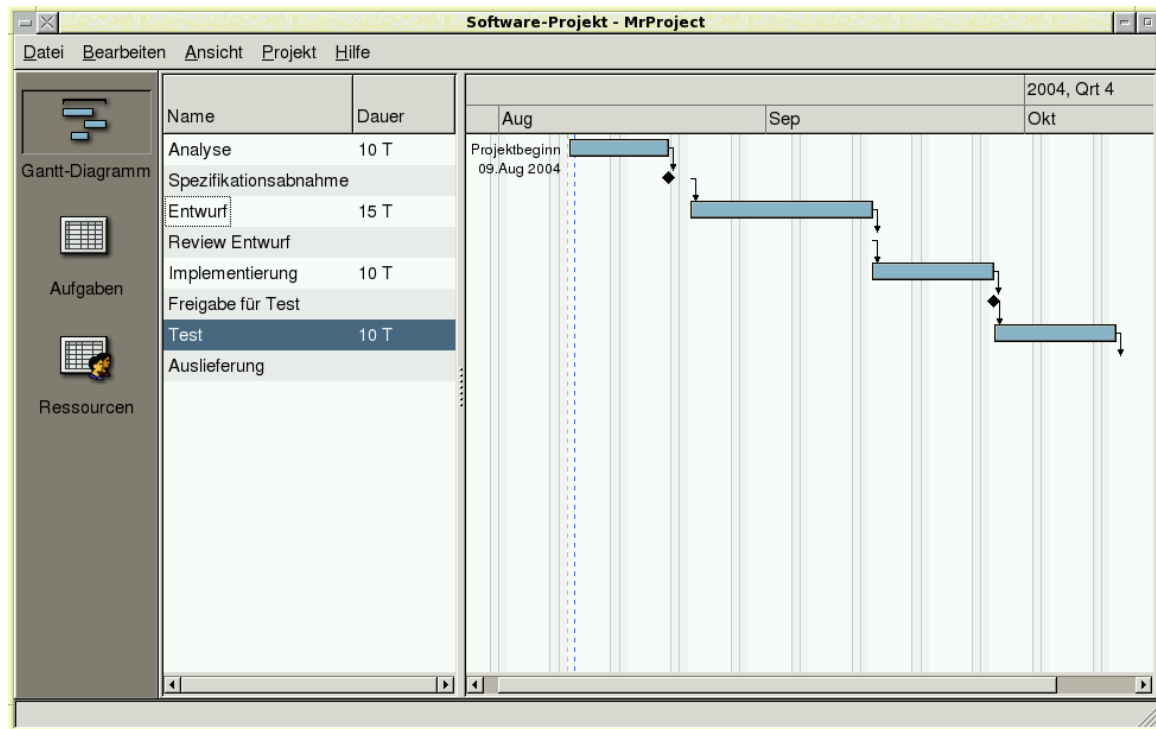 Software-Projekt - MrProject
Datei Bearbeiten Ansicht Projekt Hilfe
Gantt-Diagramm
Aufgaben
Ressourcen
Name Dauer
Analyse 10 T
Spezifikationsabnahme
Entwurf 15 T
Review Entwurf
Implementierung 10 T
Freigabe für Test
Test 10 T
Auslieferung
2004, Qrt 4
Aug Sep Okt
Projektbeginn
09.Aug 2004